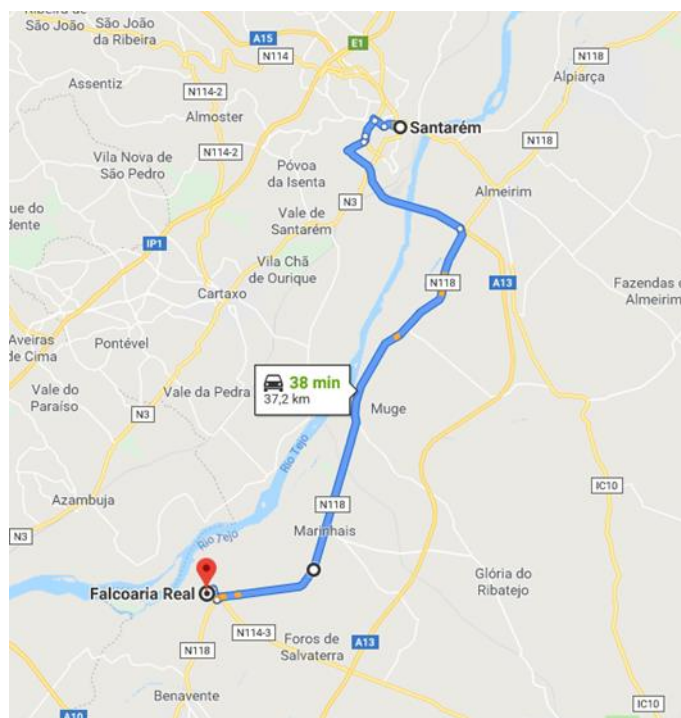 Ribeira de
São João
São João
da Ribeira
A15
E1
N118
N114
Alpiarça
Assentiz
N114-2
Almoster
Santarém
Vila Nova de
São Pedro
N114-2
Póvoa
da Isenta
N118
Almeirim
N3
Vale de
Santarém
que do
dente
IP1
Vila Chã
de Ourique
N118
A13
Cartaxo
Fazendas de
Almeirim
Aveiras
de Cima
Pontével
38 min
37,2 km
Vale do
Paraíso
Vale da Pedra
N3
Muge
Rio Tejo
IC10
Azambuja
N118
N3
Rio Tejo
Marinhais
Falcoaria Real
Glória do
Ribatejo
N114-3
N118
Foros de
Salvaterra
A13
Benavente
A10